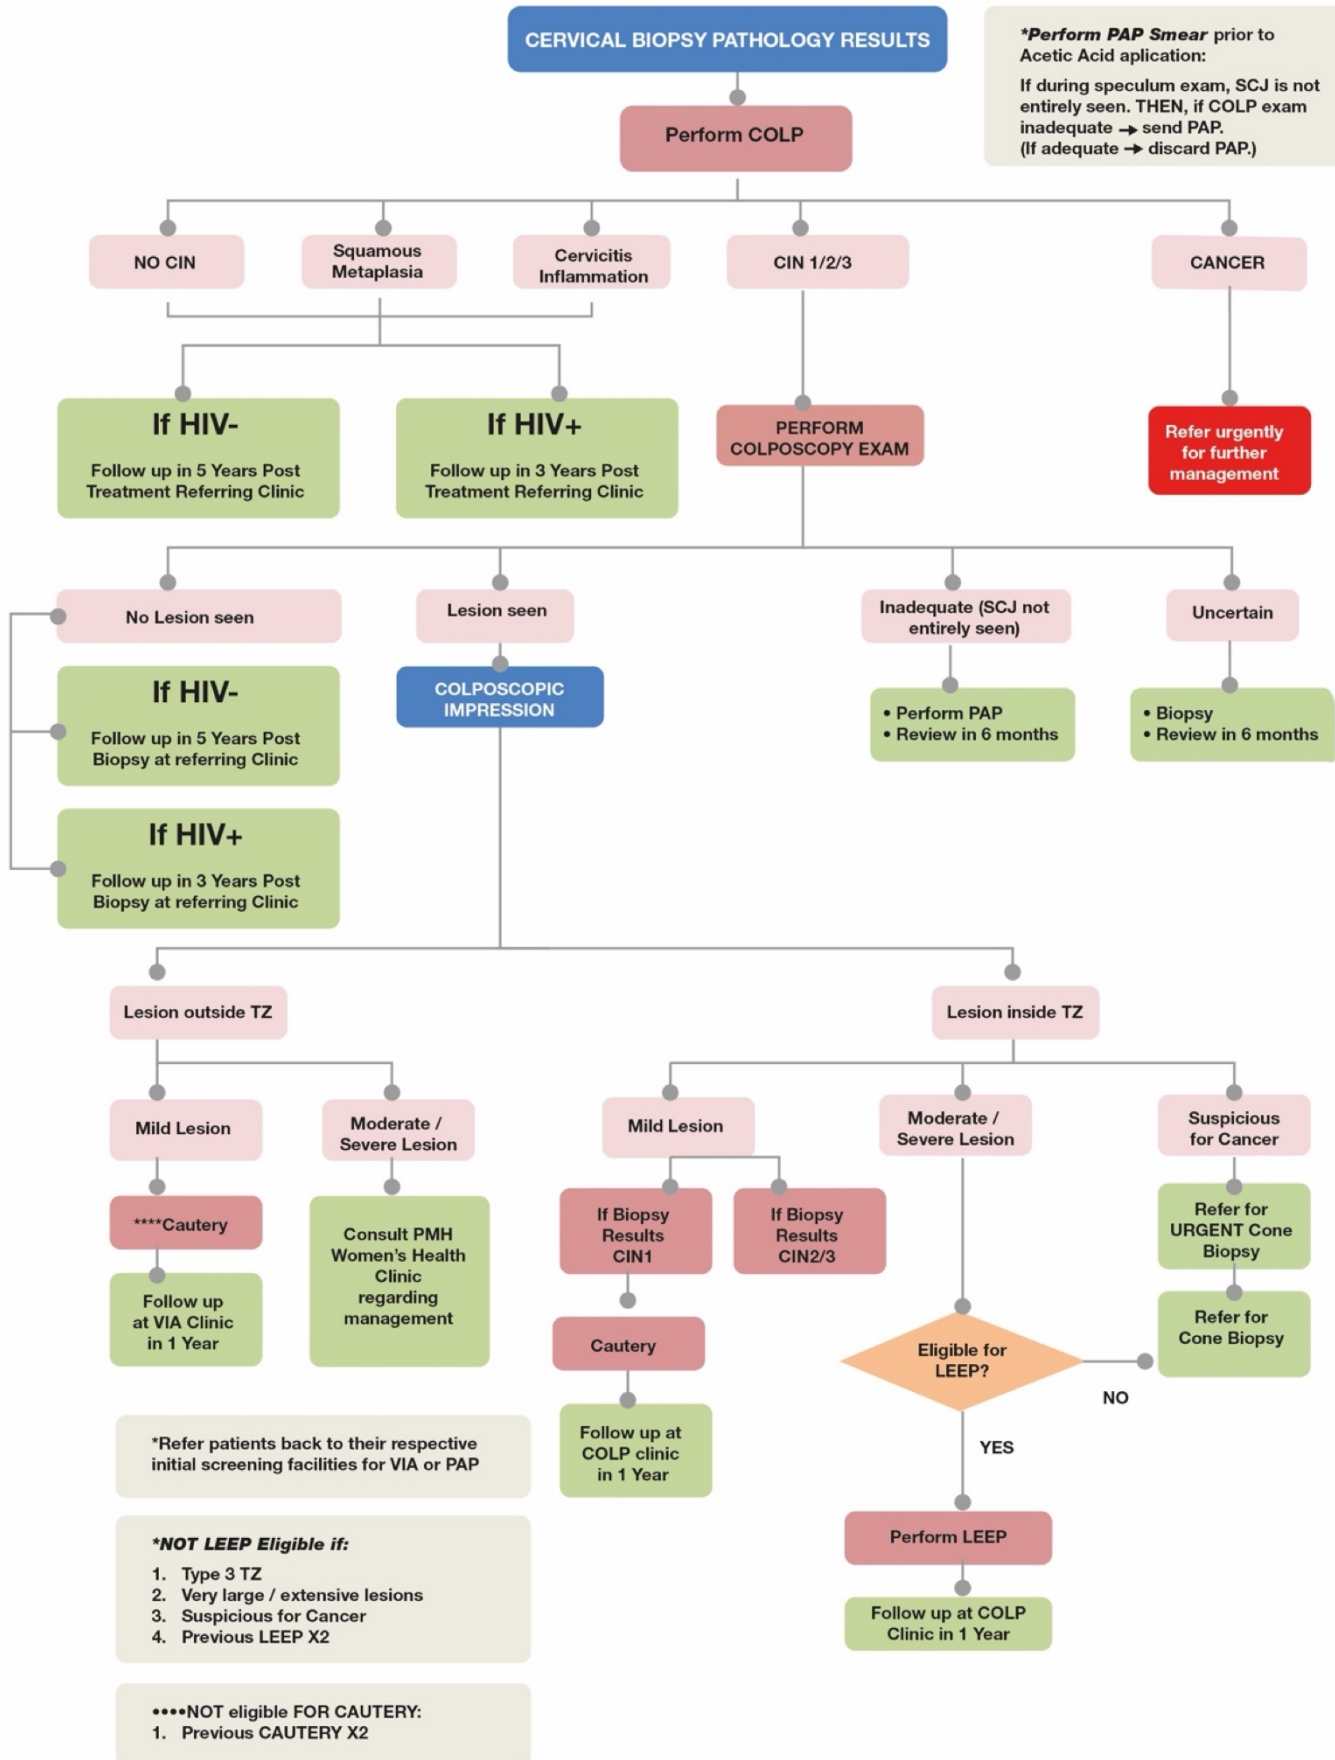 CERVICAL BIOPSY PATHOLOGY RESULTS
*Perform PAP Smear prior to
Acetic Acid aplication:
If during speculum exam, SCJ is not
entirely seen. THEN, if COLP exam
inadequate → send PAP.
(If adequate → discard PAP.)
Perform COLP
NO CIN
Squamous
Metaplasia
Cervicitis
Inflammation
CIN 1/2/3
CANCER
If HIV-
Follow up in 5 Years Post
Treatment Referring Clinic
If HIV+
Follow up in 3 Years Post
Treatment Referring Clinic
PERFORM
COLPOSCOPY EXAM
Refer urgently
for further
management
No Lesion seen
Lesion seen
Inadequate (SCJ not
entirely seen)
Uncertain
If HIV-
Follow up in 5 Years Post
Biopsy at referring Clinic
COLPOSCOPIC
IMPRESSION
• Perform PAP
• Review in 6 months
• Biopsy
• Review in 6 months
If HIV+
Follow up in 3 Years Post
Biopsy at referring Clinic
Lesion outside TZ
Lesion inside TZ
Mild Lesion
Moderate /
Severe Lesion
Mild Lesion
Moderate /
Severe Lesion
Suspicious
for Cancer
****Cautery
Consult PMH
Women's Health
Clinic
regarding
management
If Biopsy
Results
CIN1
If Biopsy
Results
CIN2/3
Refer for
URGENT Cone
Biopsy
Follow up
at VIA Clinic
in 1 Year
Cautery
Eligible for
LEEP?
Refer for
Cone Biopsy
NO
Follow up at
COLP clinic
in 1 Year
YES
*Refer patients back to their respective
initial screening facilities for VIA or PAP
Perform LEEP
Follow up at COLP
Clinic in 1 Year
*NOT LEEP Eligible if:
1. Type 3 TZ
2. Very large / extensive lesions
3. Suspicious for Cancer
4. Previous LEEP X2
••••NOT eligible FOR CAUTERY:
1. Previous CAUTERY X2